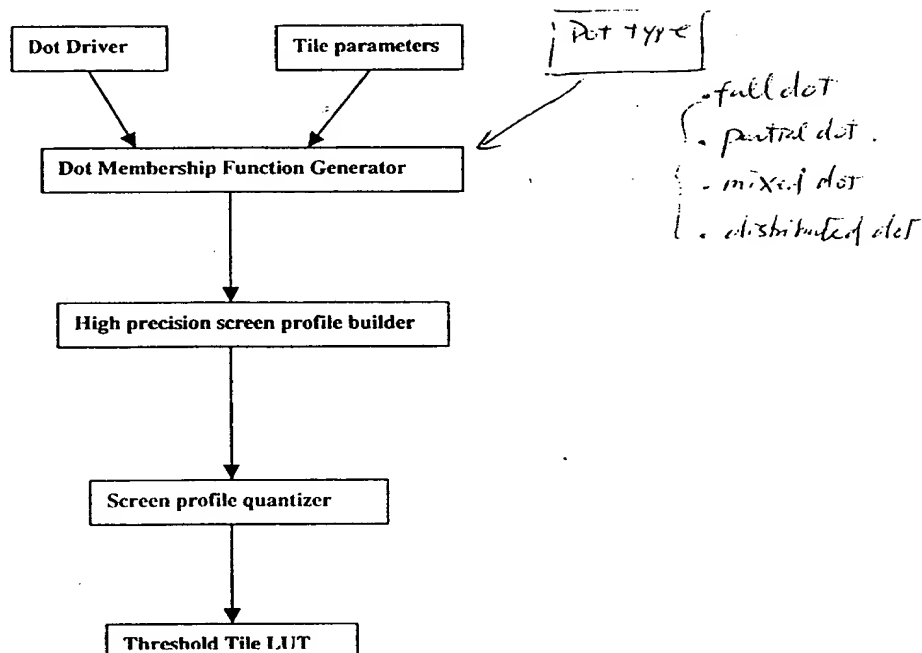 Dot Driver
Tile parameters
Dot type
. full dot
. partial dot.
. mixed dot
. distributed dot
Dot Membership Function Generator
High precision screen profile builder
Screen profile quantizer
Threshold Tile LUT